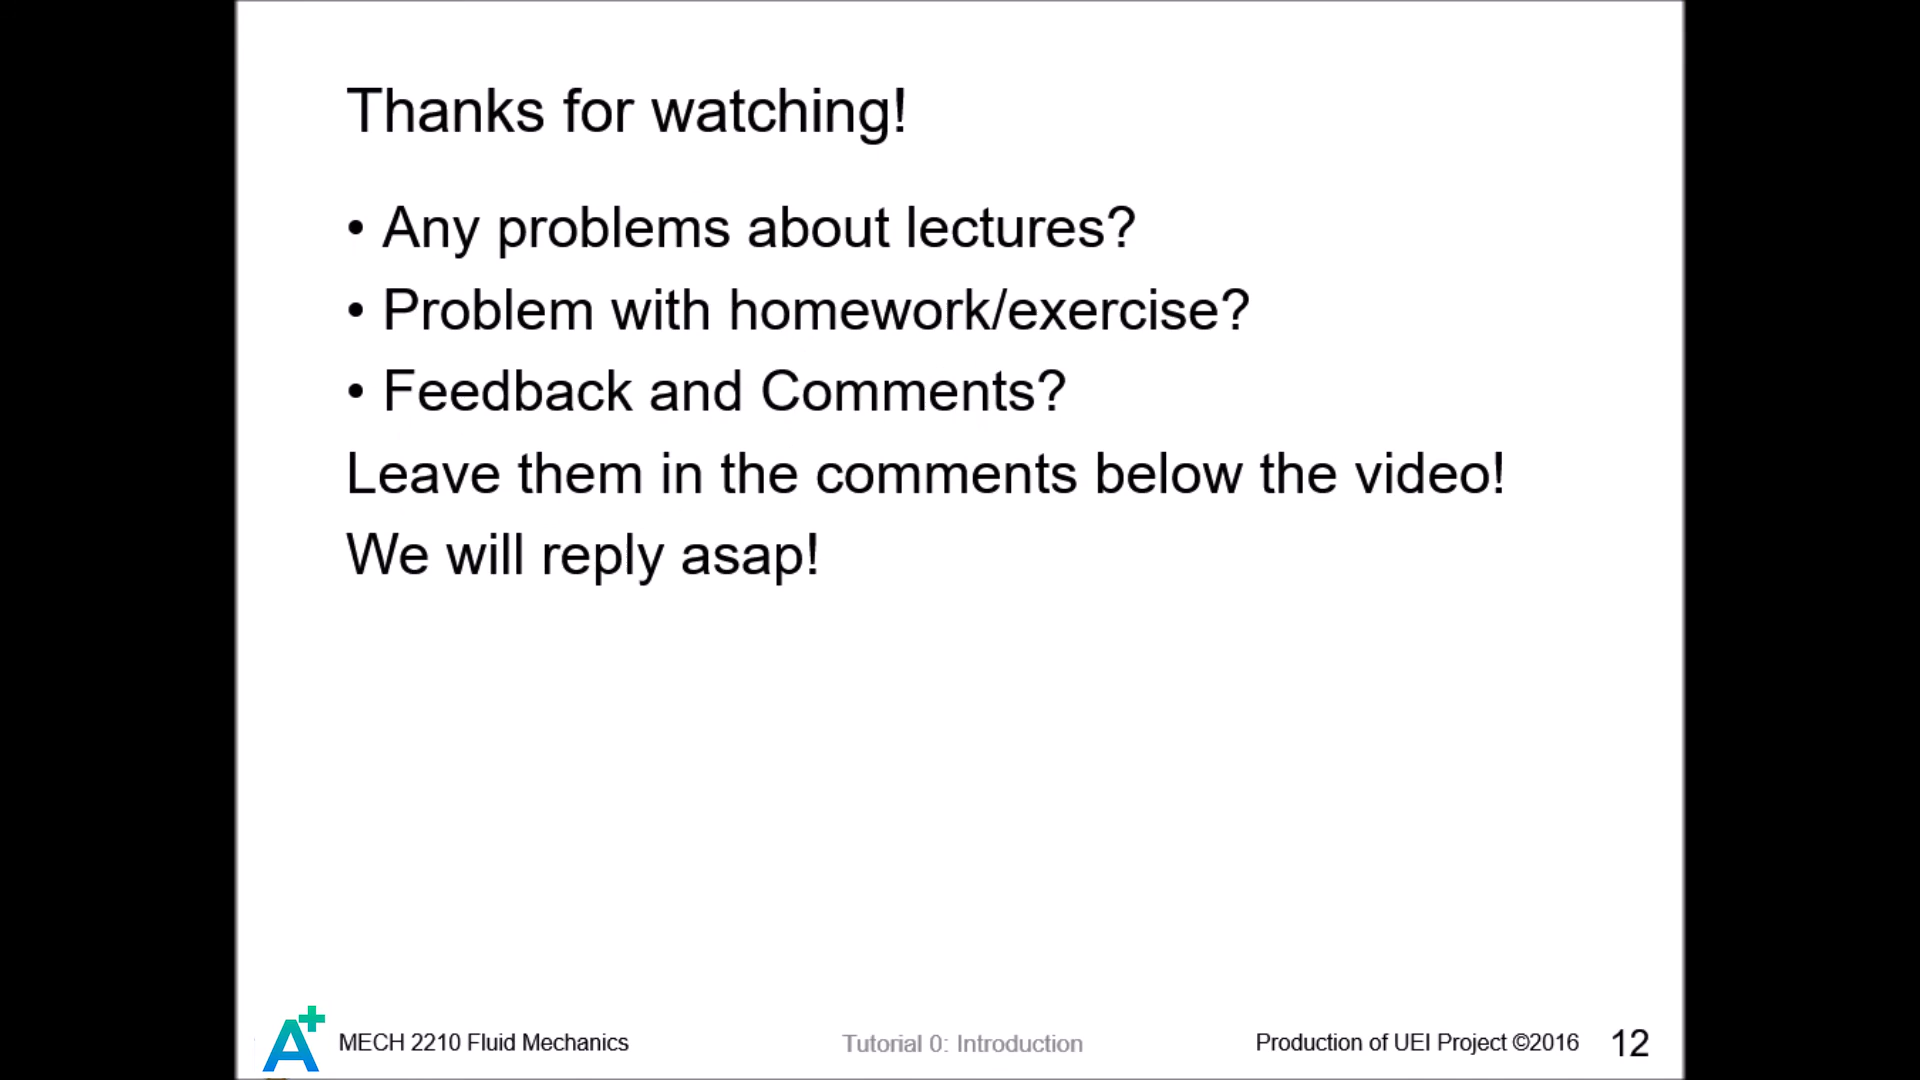 Thanks for watching!
• Any problems about lectures?
• Problem with homework/exercise?
• Feedback and Comments?
Leave them in the comments below the video!
We will reply asap!
A+ MECH 2210 Fluid Mechanics Tutorial 0: Introduction Production of UEI Project ©2016 12